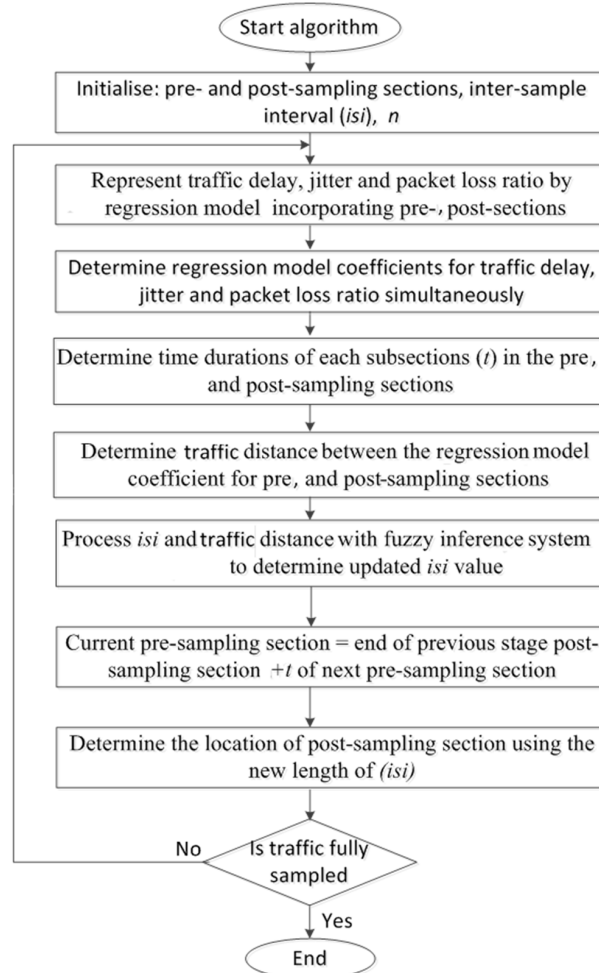 Start algorithm
Initialise: pre- and post-sampling sections, inter-sample
interval (isi), n
Represent traffic delay, jitter and packet loss ratio by
regression model incorporating pre-, post-sections
Determine regression model coefficients for traffic delay,
jitter and packet loss ratio simultaneously
Determine time durations of each subsections (t) in the pre,
and post-sampling sections
Determine traffic distance between the regression model
coefficient for pre, and post-sampling sections
Process isi and traffic distance with fuzzy inference system
to determine updated isi value
Current pre-sampling section = end of previous stage post-
sampling section +t of next pre-sampling section
Determine the location of post-sampling section using the
new length of (isi)
No
Is traffic fully
sampled
Yes
End